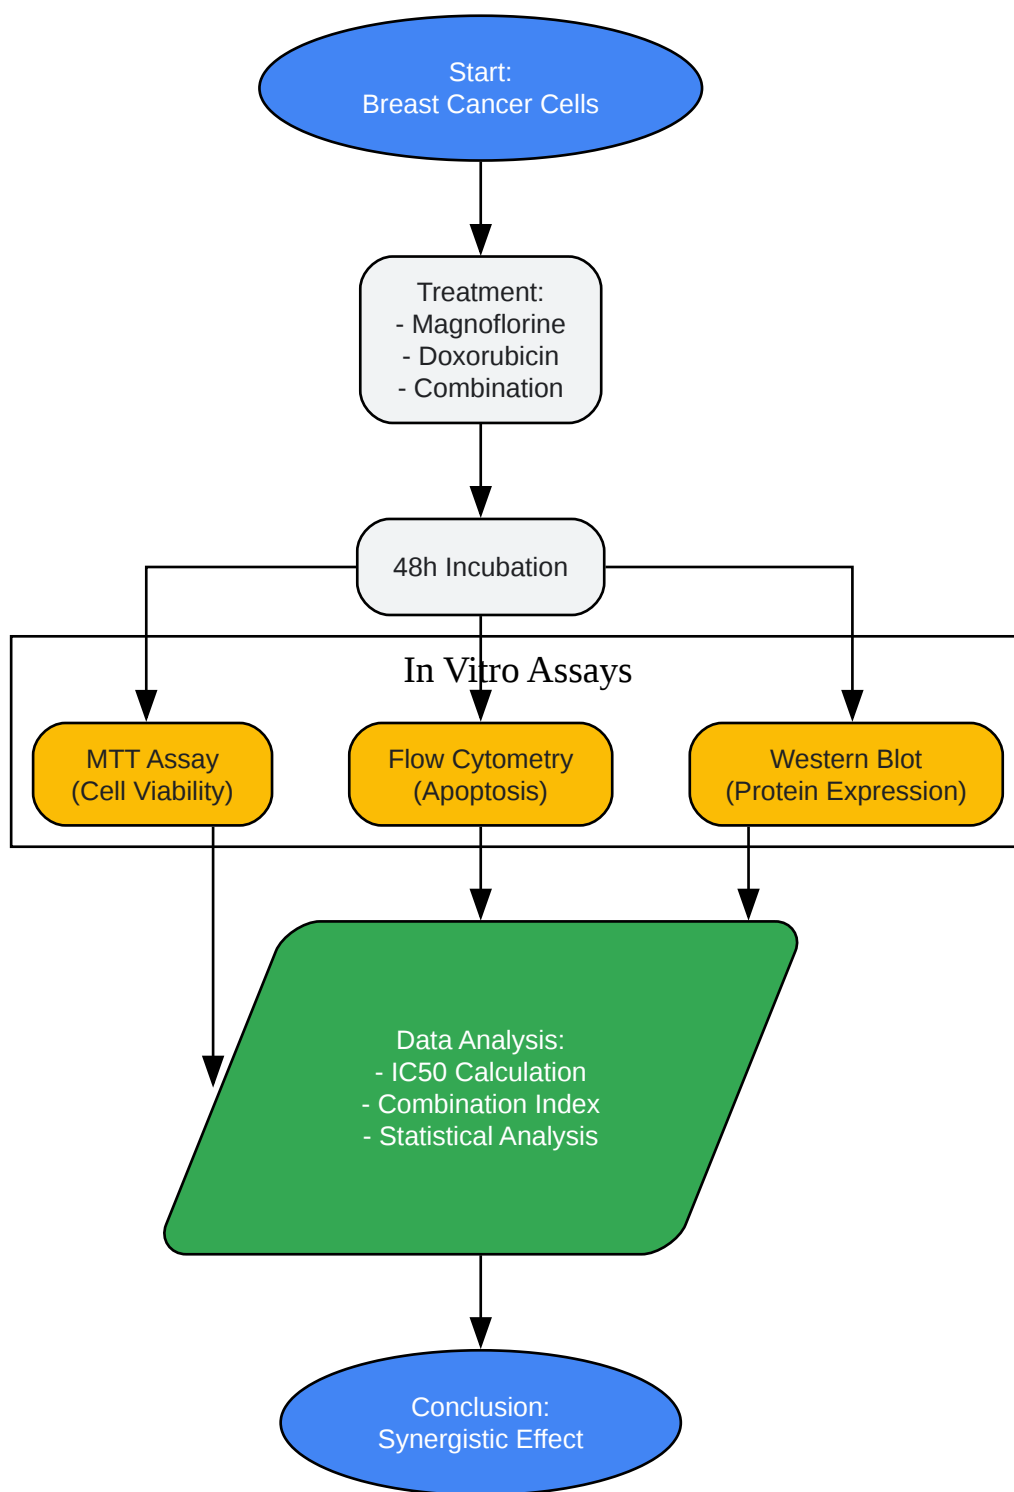 Start:
Breast Cancer Cells
Treatment:
- Magnoflorine
- Doxorubicin
- Combination
48h Incubation
In Vitro Assays
MTT Assay
(Cell Viability)
Flow Cytometry
(Apoptosis)
Western Blot
(Protein Expression)
Data Analysis:
- IC50 Calculation
- Combination Index
- Statistical Analysis
Conclusion:
Synergistic Effect